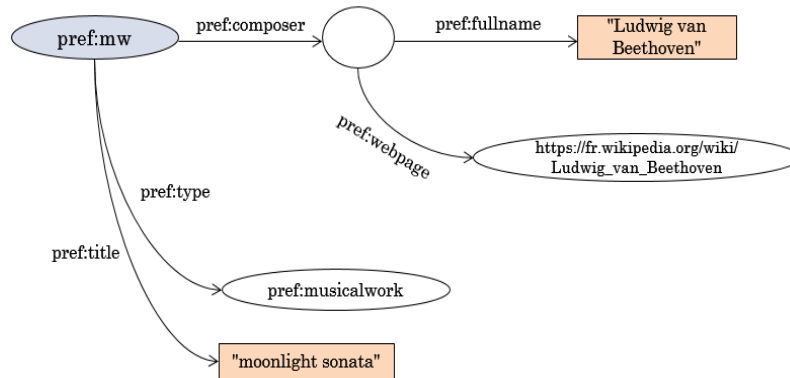 pref:mw
pref:composer
pref:fullname
"Ludwig van
Beethoven"
pref:webpage
https://fr.wikipedia.org/wiki/
Ludwig_van_Beethoven
pref:type
pref:title
pref:musicalwork
"moonlight sonata"